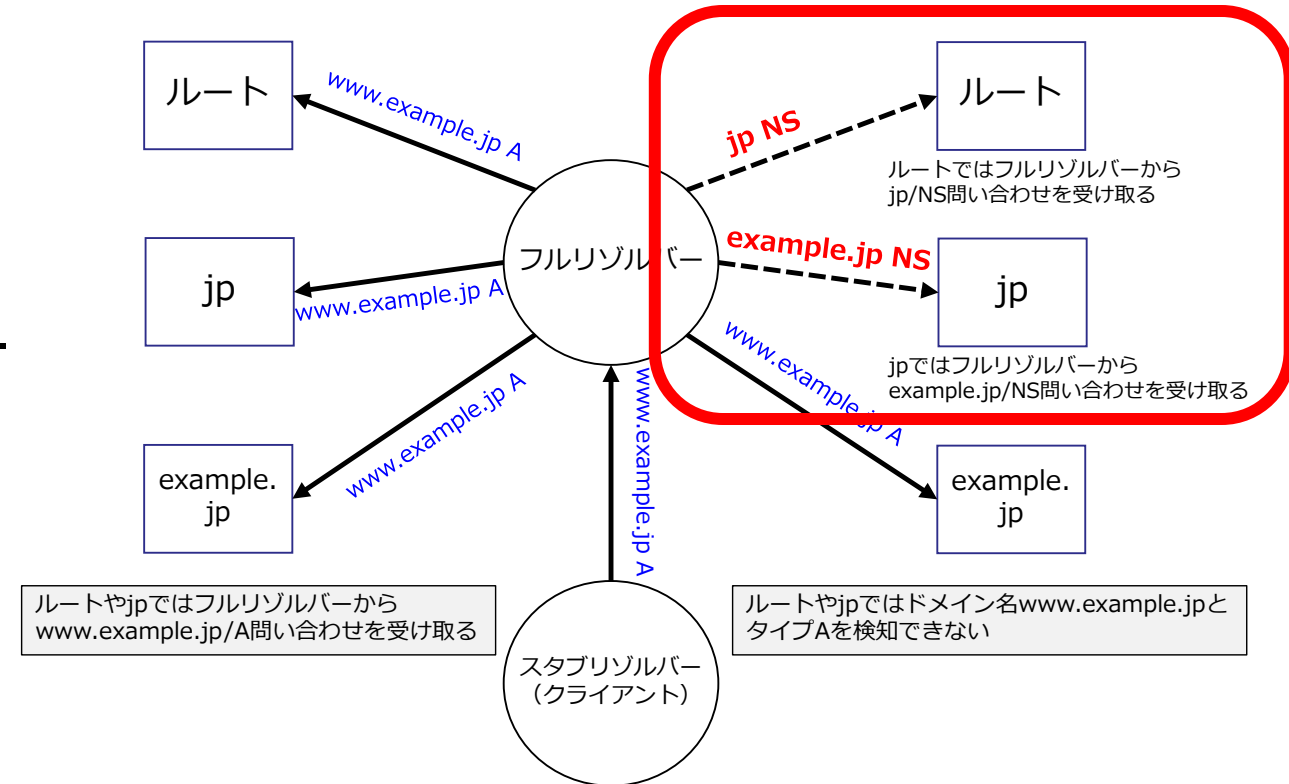 ルート
www.example.jp A
jp NS
ルート
ルートではフルリゾルバーから
jp/NS問い合わせを受け取る
フルリゾルバー
example.jp NS
jp
www.example.jp A
jp
jpではフルリゾルバーから
example.jp/NS問い合わせを受け取る
www.example.jp A
www.example.jp A
www.example.jp A
example.
jp
example.
jp
ルートやjpではフルリゾルバーから
www.example.jp/A問い合わせを受け取る
ルートやjpではドメイン名www.example.jpと
タイプAを検知できない
スタブリゾルバー
（クライアント）